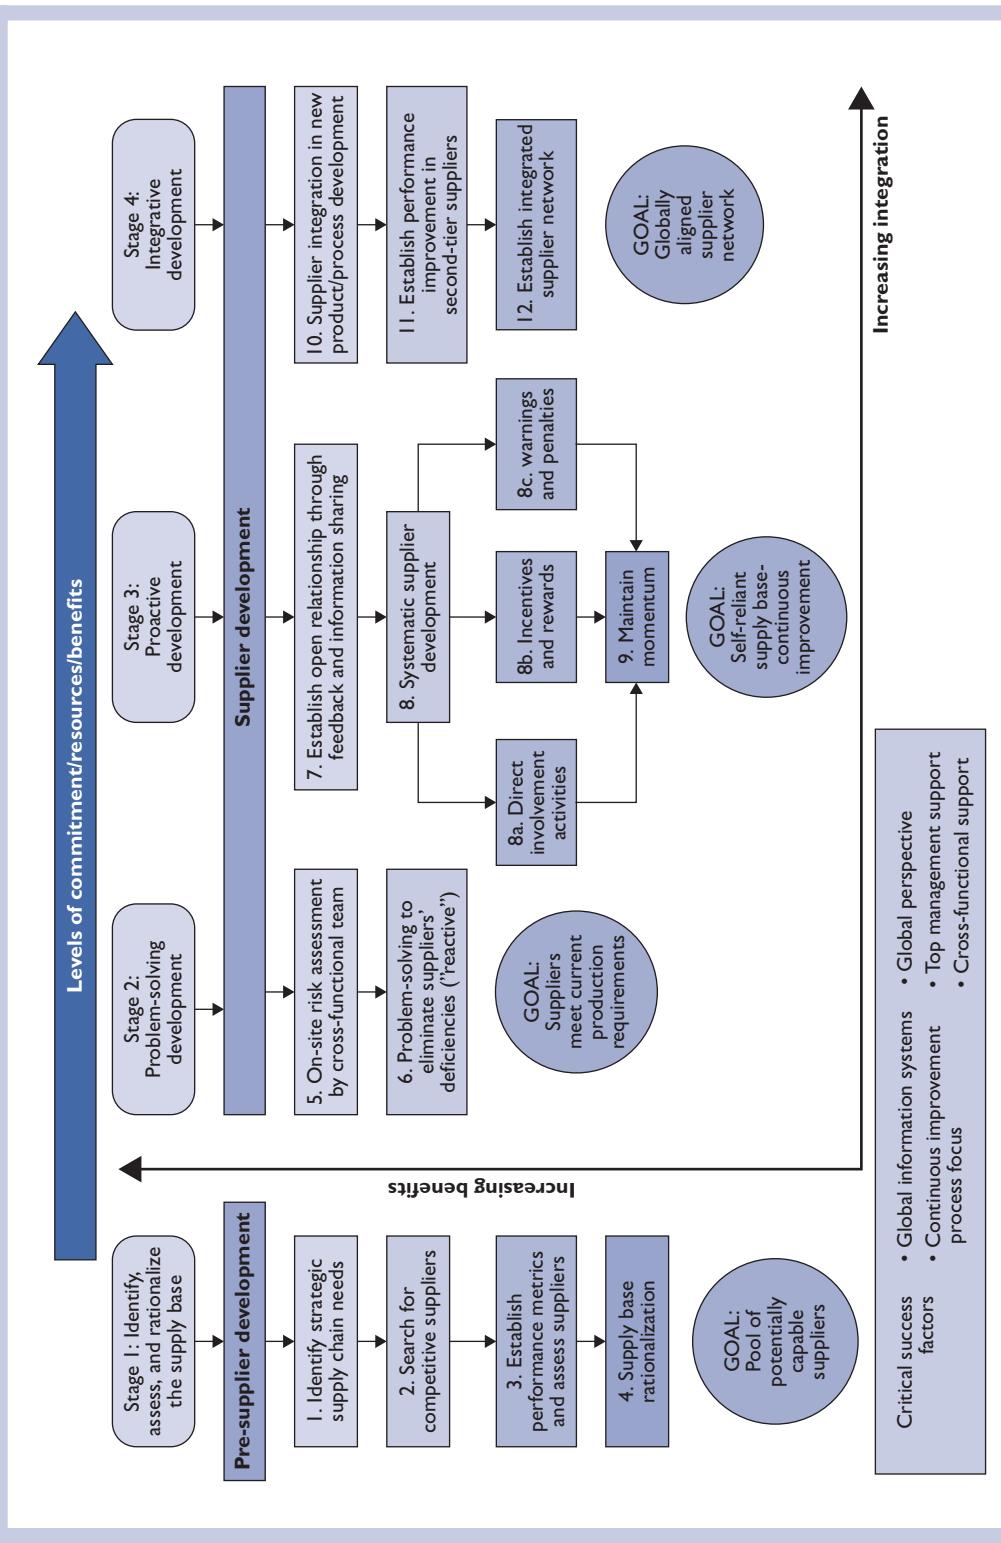 Levels of commitment/resources/benefits
Stage 1: Identify,
assess, and rationalize
the supply base
Stage 2:
Problem-solving
development
Stage 3:
Proactive
development
Stage 4:
Integrative
development
Pre-supplier development
Supplier development
1. Identify strategic
supply chain needs
2. Search for
competitive suppliers
3. Establish
performance metrics
and assess suppliers
4. Supply base
rationalization
GOAL:
Pool of
potentially
capable
suppliers
Increasing benefits
5. On-site risk assessment
by cross-functional team
6. Problem-solving to
eliminate suppliers'
deficiencies ("reactive")
GOAL:
Suppliers
meet current
production
requirements
7. Establish open relationship through
feedback and information sharing
8. Systematic supplier
development
8a. Direct
involvement
activities
8b. Incentives
and rewards
8c. warnings
and penalties
9. Maintain
momentum
GOAL:
Self-reliant
supply base-
continuous
improvement
10. Supplier integration in new
product/process development
11. Establish performance
improvement in
second-tier suppliers
12. Establish integrated
supplier network
GOAL:
Globally
aligned
supplier
network
Increasing integration
Critical success
factors
• Global information systems
• Continuous improvement
process focus
• Global perspective
• Top management support
• Cross-functional support